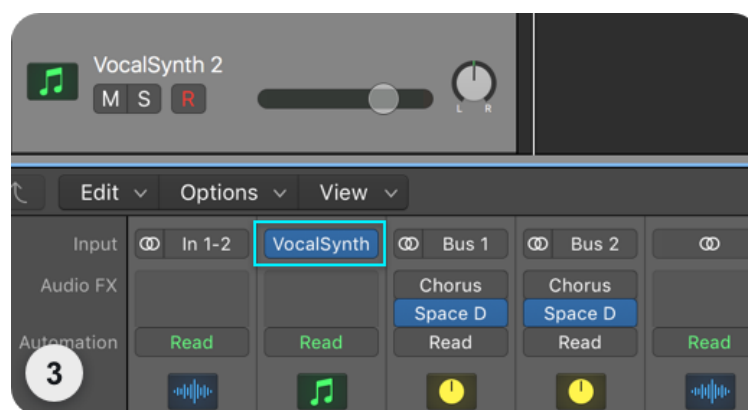 VocalSynth 2
M S R
L R
Edit Options View
Input In 1-2 VocalSynth Bus 1 Bus 2
Audio FX Chorus Chorus
Space D Space D
Automation Read Read Read Read Read
3